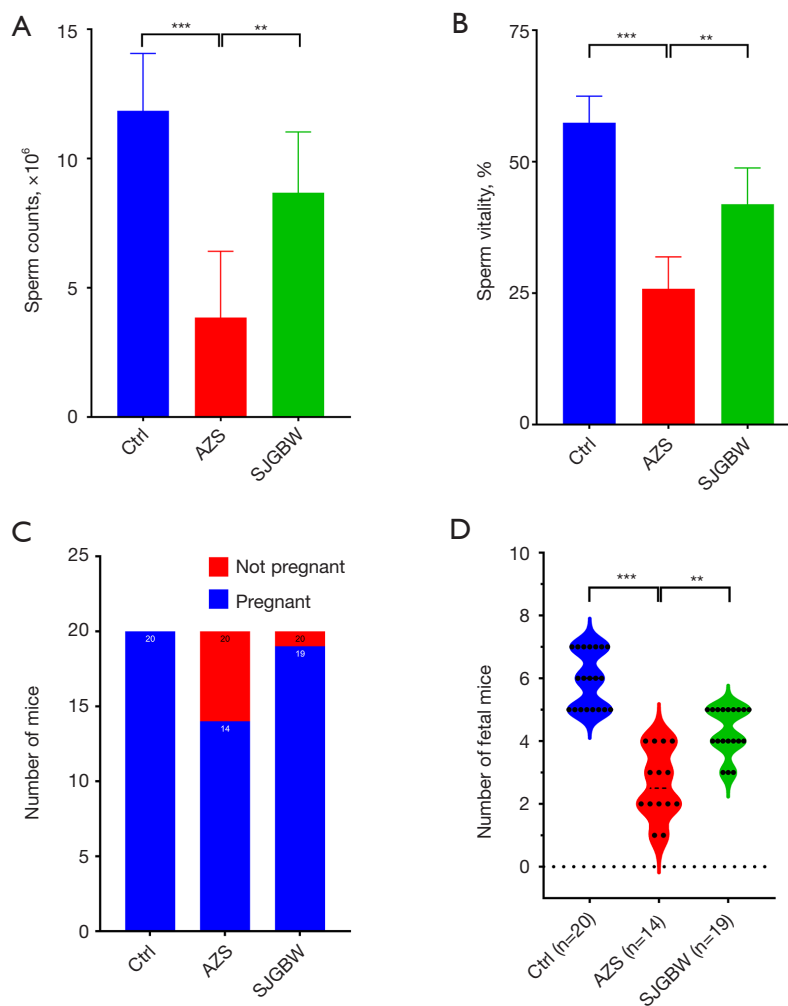 A
Sperm counts, ×10⁶
15
10
5
0
***
**
Ctrl
AZS
SJGBW
B
Sperm vitality, %
75
50
25
0
***
**
Ctrl
AZS
SJGBW
C
Number of mice
25
20
15
10
5
0
Not pregnant
Pregnant
20
20
20
14
19
Ctrl
AZS
SJGBW
D
Number of fetal mice
10
8
6
4
2
0
***
**
Ctrl (n=20)
AZS (n=14)
SJGBW (n=19)